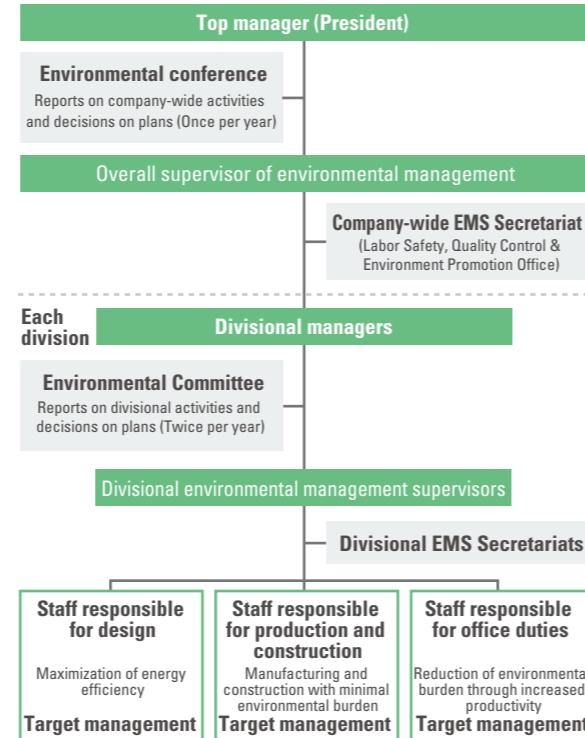 Top manager (President)
Environmental conference
Reports on company-wide activities
and decisions on plans (Once per year)
Overall supervisor of environmental management
Company-wide EMS Secretariat
(Labor Safety, Quality Control &
Environment Promotion Office)
Each
division
Divisional managers
Environmental Committee
Reports on divisional activities and
decisions on plans (Twice per year)
Divisional environmental management supervisors
Divisional EMS Secretariats
Staff responsible
for design
Maximization of energy
efficiency
Target management
Staff responsible
for production and
construction
Manufacturing and
construction with minimal
environmental burden
Target management
Staff responsible
for office duties
Reduction of environmental
burden through increased
productivity
Target management